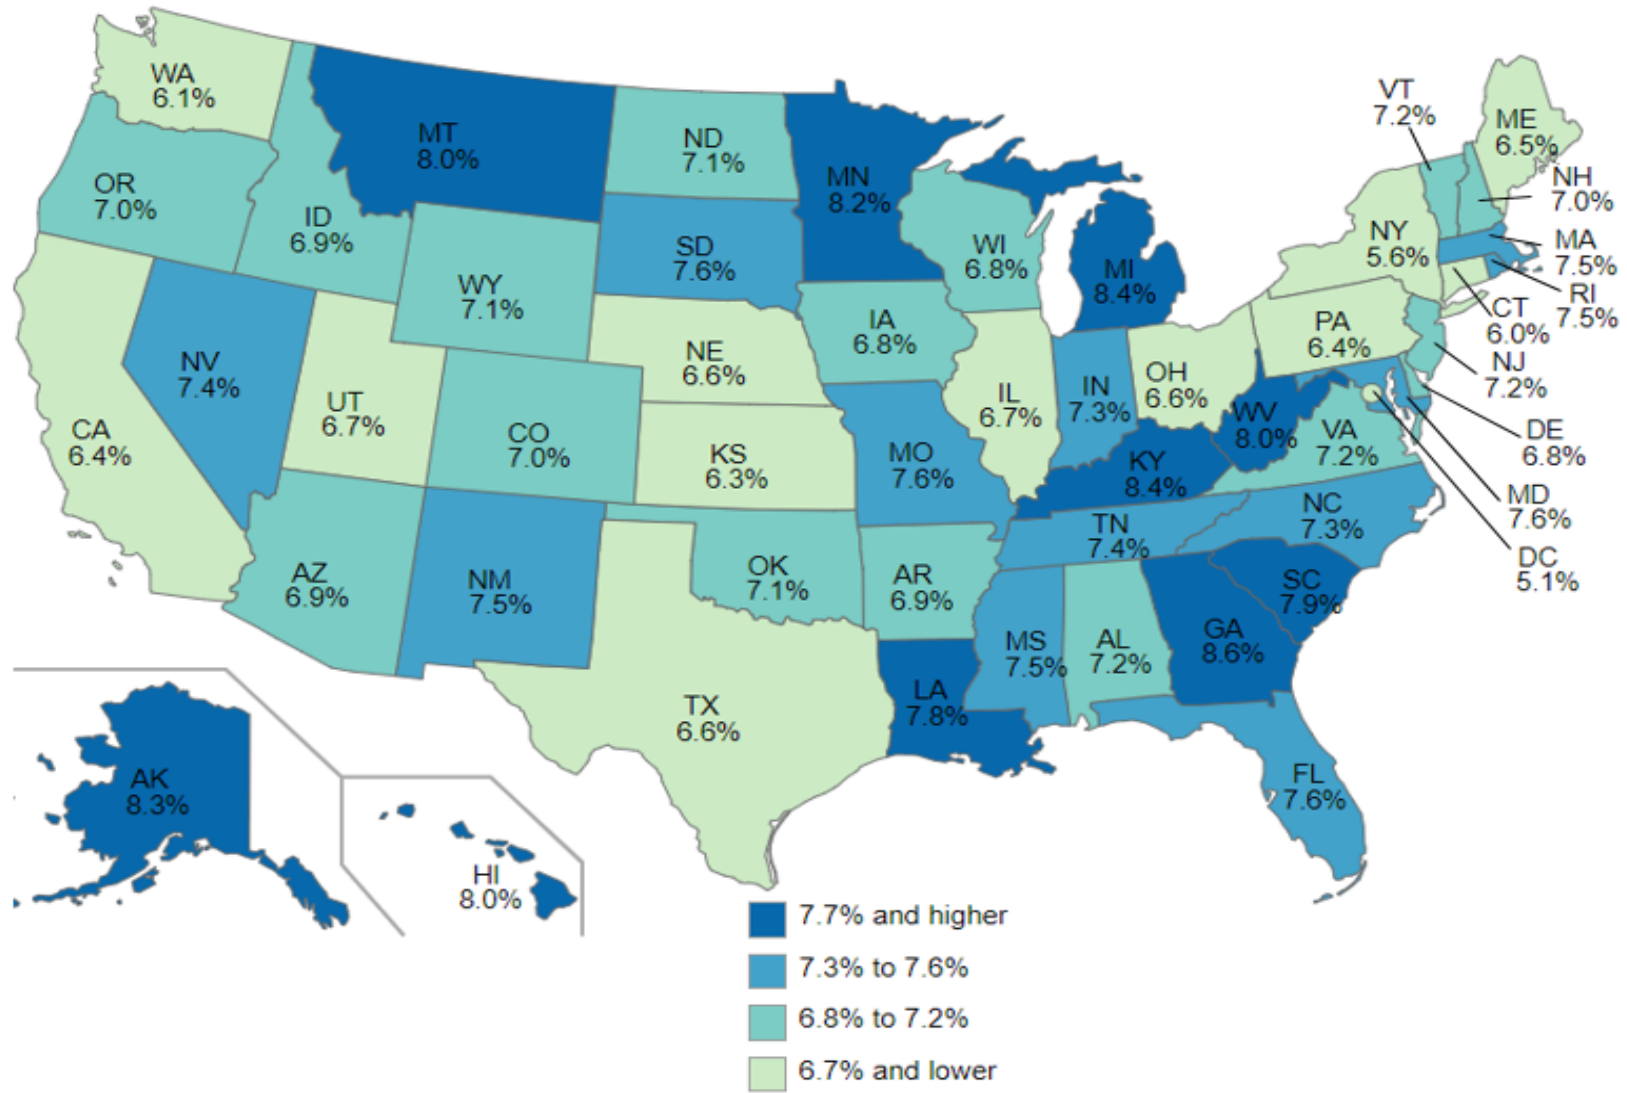 WA
6.1%
MT
8.0%
ND
7.1%
MN
8.2%
VT
7.2%
ME
6.5%
OR
7.0%
ID
6.9%
SD
7.6%
WI
6.8%
MI
8.4%
NY
5.6%
NH
7.0%
MA
7.5%
RI
7.5%
CT
6.0%
WY
7.1%
IA
6.8%
PA
6.4%
NJ
7.2%
NV
7.4%
UT
6.7%
NE
6.6%
IL
6.7%
IN
7.3%
OH
6.6%
WV
8.0%
VA
7.2%
DE
6.8%
CA
6.4%
CO
7.0%
KS
6.3%
MO
7.6%
KY
8.4%
MD
7.6%
DC
5.1%
AZ
6.9%
NM
7.5%
OK
7.1%
AR
6.9%
TN
7.4%
NC
7.3%
SC
7.9%
TX
6.6%
LA
7.8%
MS
7.5%
AL
7.2%
GA
8.6%
FL
7.6%
AK
8.3%
HI
8.0%
7.7% and higher
7.3% to 7.6%
6.8% to 7.2%
6.7% and lower